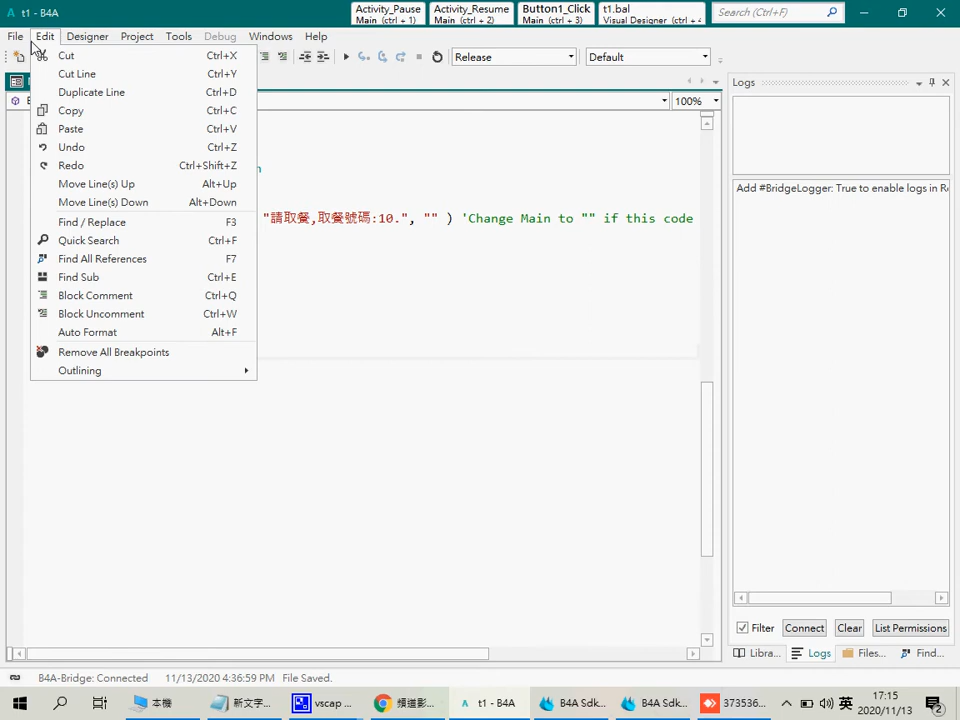 t1 - B4A
Activity_Pause
Main (ctrl + 1)
Activity_Resume
Main (ctrl + 2)
Button1_Click
Main (ctrl + 3)
t1.bal
Visual Designer (ctrl + 4
Search (Ctrl+F)
File Edit Designer Project Tools Debug Windows Help
Release
Default
100%
Cut Ctrl+X
Cut Line Ctrl+Y
Duplicate Line Ctrl+D
Copy Ctrl+C
Paste Ctrl+V
Undo Ctrl+Z
Redo Ctrl+Shift+Z
Move Line(s) Up Alt+Up
Move Line(s) Down Alt+Down
Find / Replace F3
Quick Search Ctrl+F
Find All References F7
Find Sub Ctrl+E
Block Comment Ctrl+Q
Block Uncomment Ctrl+W
Auto Format Alt+F
Remove All Breakpoints
Outlining
n
"請取餐,取餐號碼:10.", "" ) 'Change Main to "" if this code
Logs
Add #BridgeLogger: True to enable logs in Re
Filter Connect Clear List Permissions
Libra... Logs Files... Find...
B4A-Bridge: Connected 11/13/2020 4:36:59 PM File Saved.
本機 新文字... vscap ... 頻道影... t1 - B4A B4A Sdk... B4A Sdk... 373536... 英
17:15
2020/11/13
2